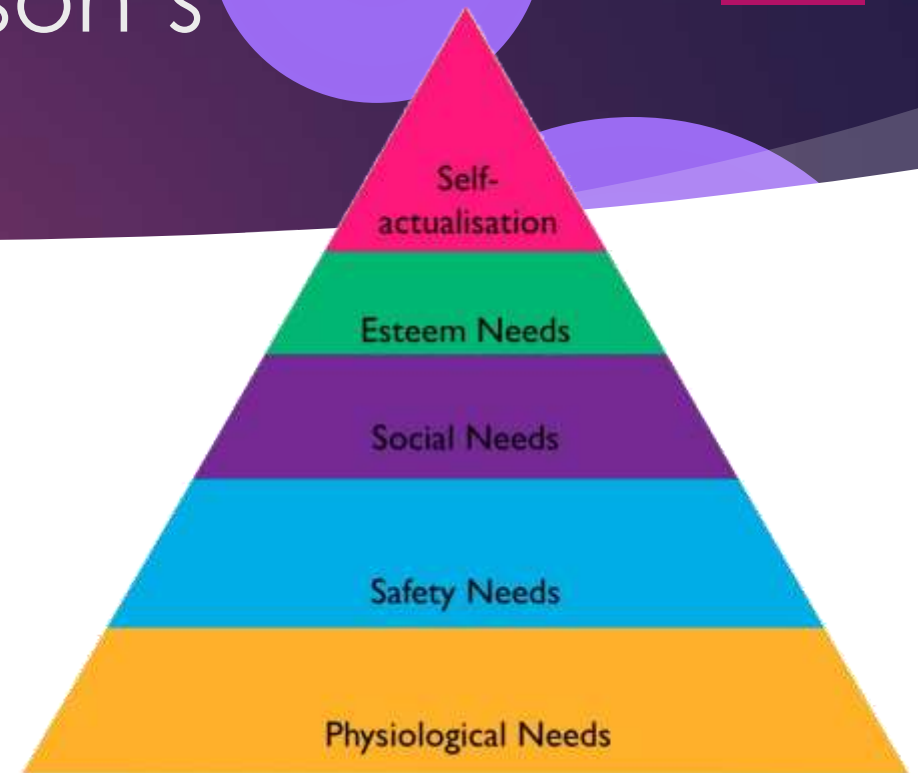 Self-
actualisation
Esteem Needs
Social Needs
Safety Needs
Physiological Needs